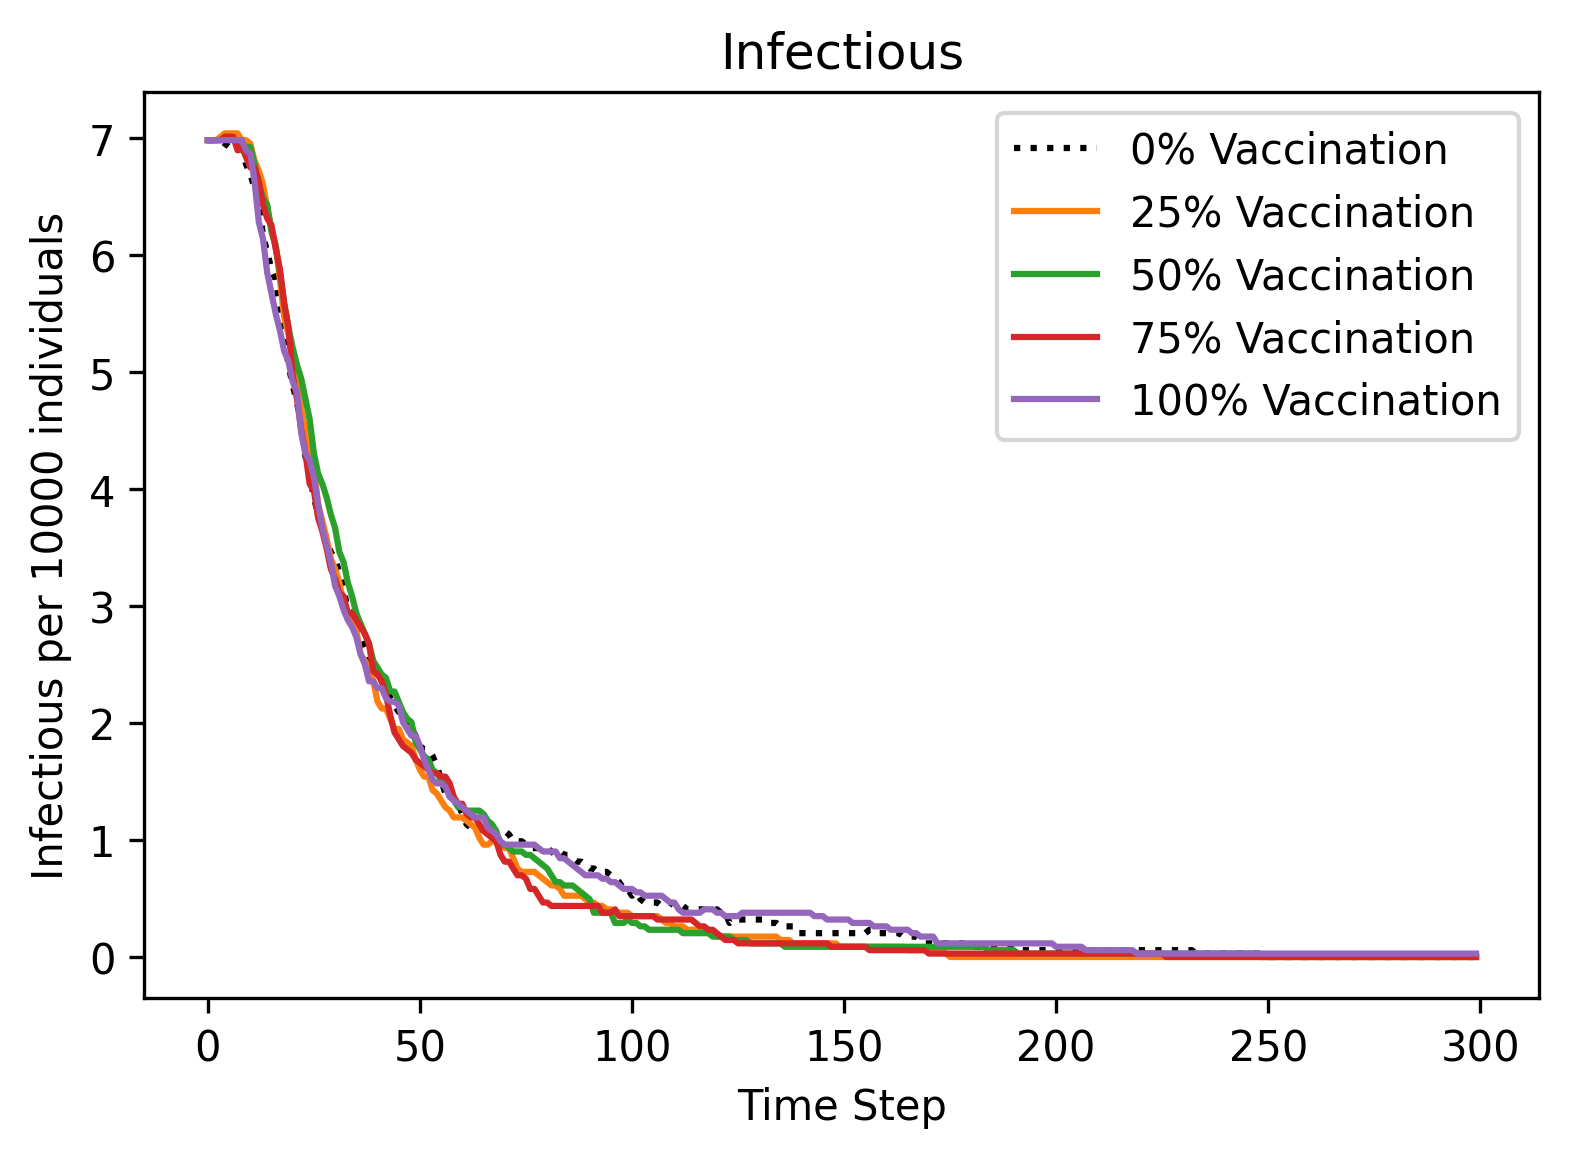 Infectious
Infectious per 10000 individuals
7
6
5
4
3
2
1
0
0% Vaccination
25% Vaccination
50% Vaccination
75% Vaccination
100% Vaccination
0 50 100 150 200 250 300
Time Step